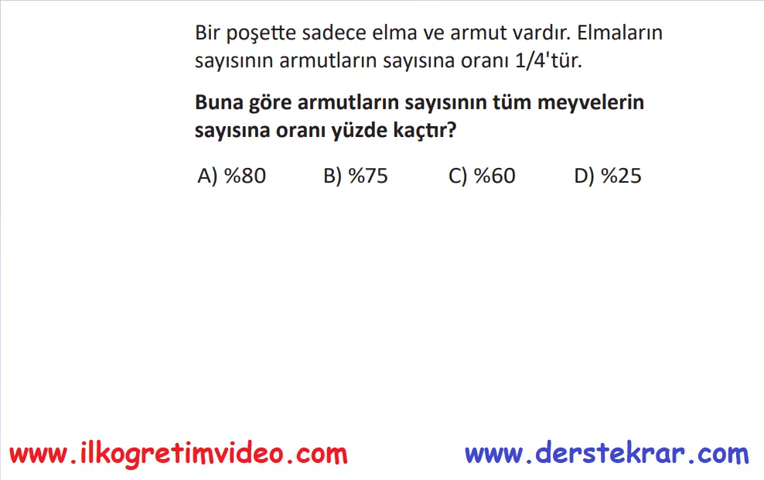 Bir poşette sadece elma ve armut vardır. Elmaların
sayısının armutların sayısına oranı 1/4'tür.
Buna göre armutların sayısının tüm meyvelerin
sayısına oranı yüzde kaçtır?
A) %80 B) %75 C) %60 D) %25
www.ilkogretimvideo.com www.derstekrar.com